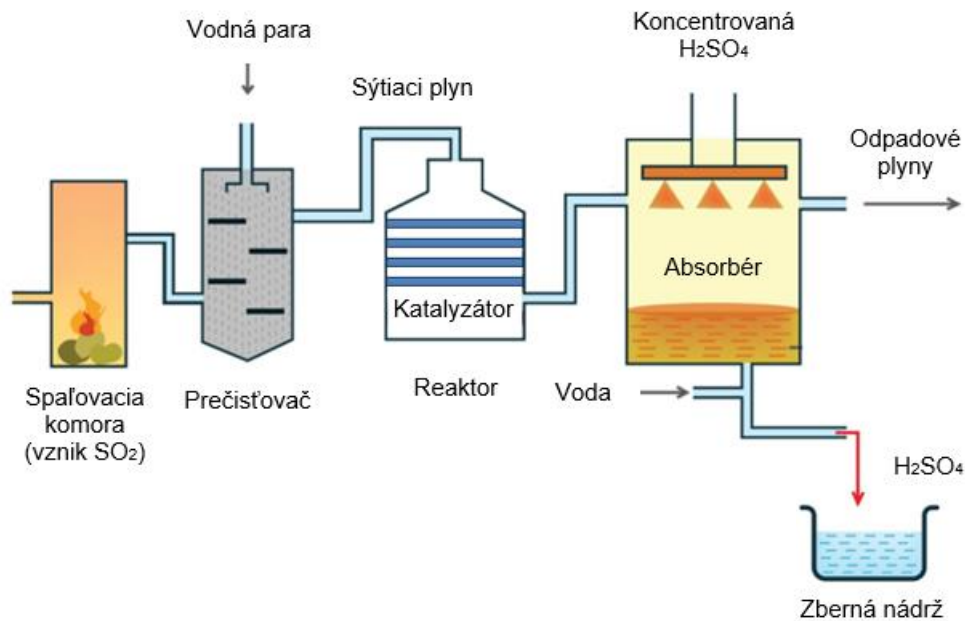 Vodná para
Sýtiaci plyn
Koncentrovaná
H₂SO₄
Odpadové
plyny
Absorbér
Katalyzátor
Spaľovacia
komora
(vznik SO₂)
Prečisťovač
Reaktor
Voda
H₂SO₄
Zberná nádrž